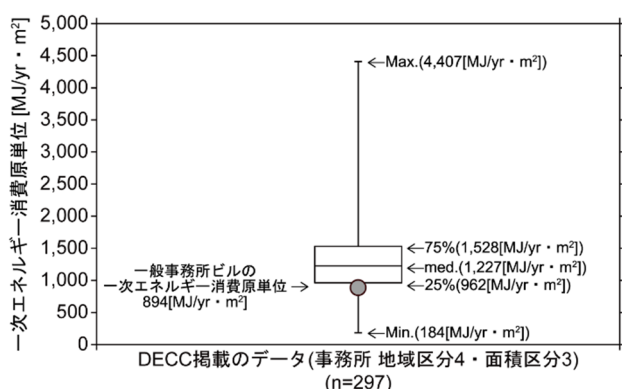 一次エネルギー消費原単位 [MJ/yr・m²]
5,000
4,500
4,000
3,500
3,000
2,500
2,000
1,500
1,000
500
0
←Max.(4,407[MJ/yr・m²])
←75%(1,528[MJ/yr・m²])
←med.(1,227[MJ/yr・m²])
←25%(962[MJ/yr・m²])
←Min.(184[MJ/yr・m²])
一般事務所ビルの
一次エネルギー消費原単位→
894[MJ/yr・m²]
DECC掲載のデータ(事務所 地域区分4・面積区分3)
(n=297)